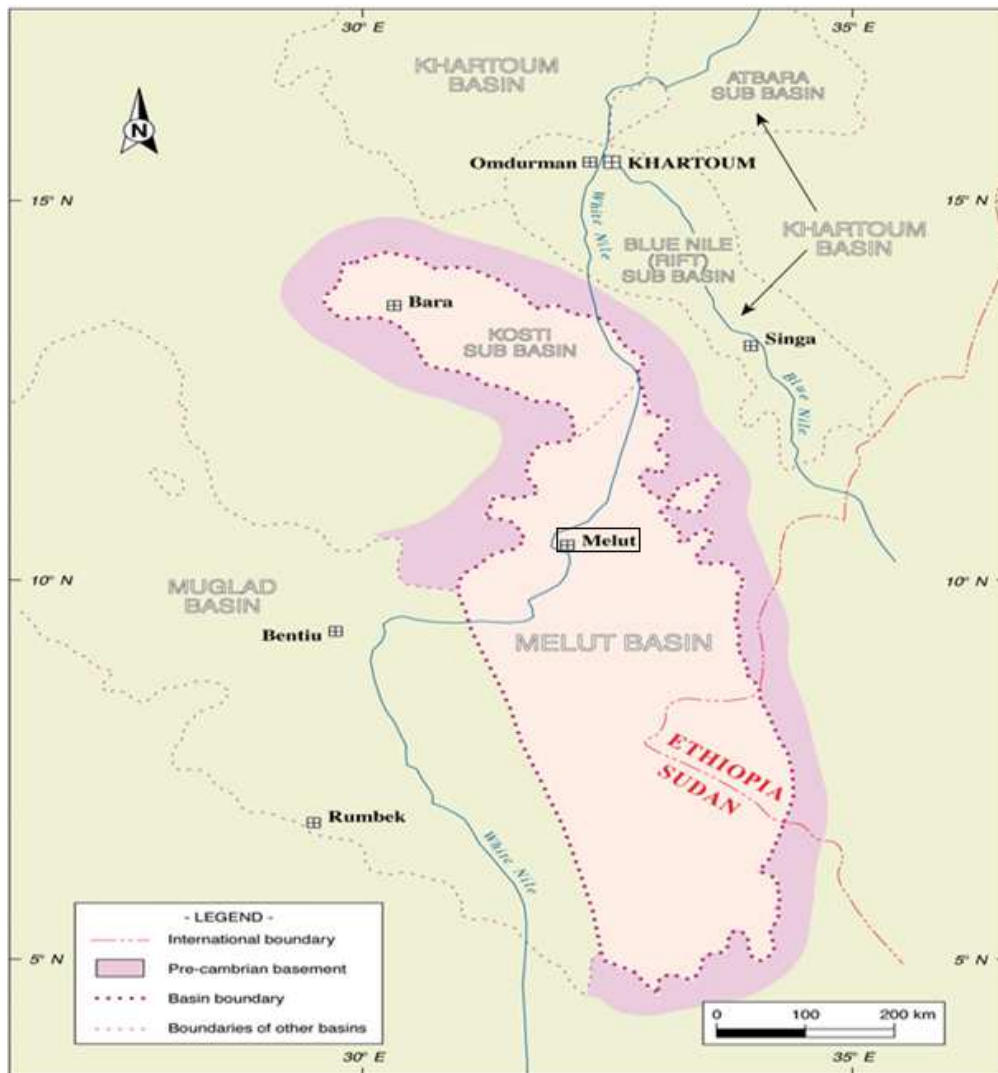 30° E
35° E
KHARTOUM
BASIN
ATBARA
SUB BASIN
N
Omdurman
KHARTOUM
15° N
15° N
White Nile
KHARTOUM
BASIN
BLUE NILE
(RIFT)
SUB BASIN
Bara
KOSTI
SUB BASIN
Singa
Blue Nile
Melut
10° N
10° N
MUGLAD
BASIN
Bentiu
MELUT BASIN
ETHIOPIA
SUDAN
Rumbek
White Nile
- LEGEND -
International boundary
Pre-cambrian basement
Basin boundary
Boundaries of other basins
5° N
5° N
0 100 200 km
30° E
35° E